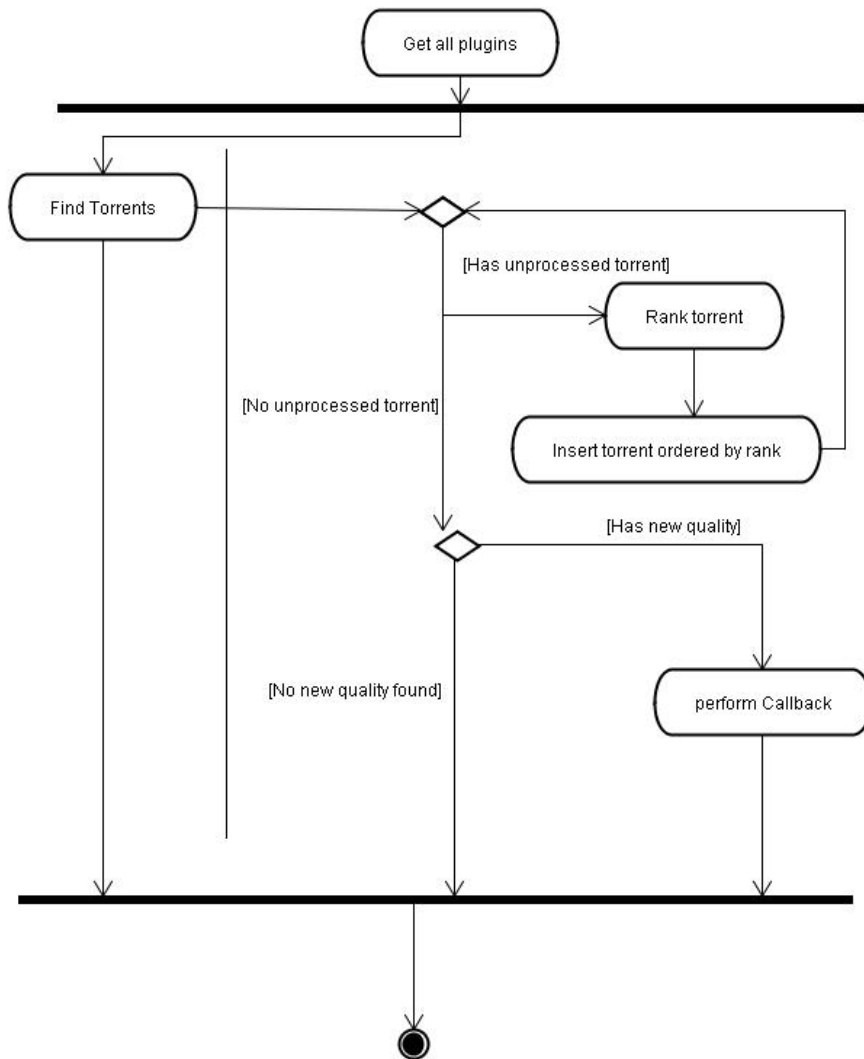 Get all plugins
Find Torrents
[Has unprocessed torrent]
Rank torrent
[No unprocessed torrent]
Insert torrent ordered by rank
[Has new quality]
[No new quality found]
perform Callback